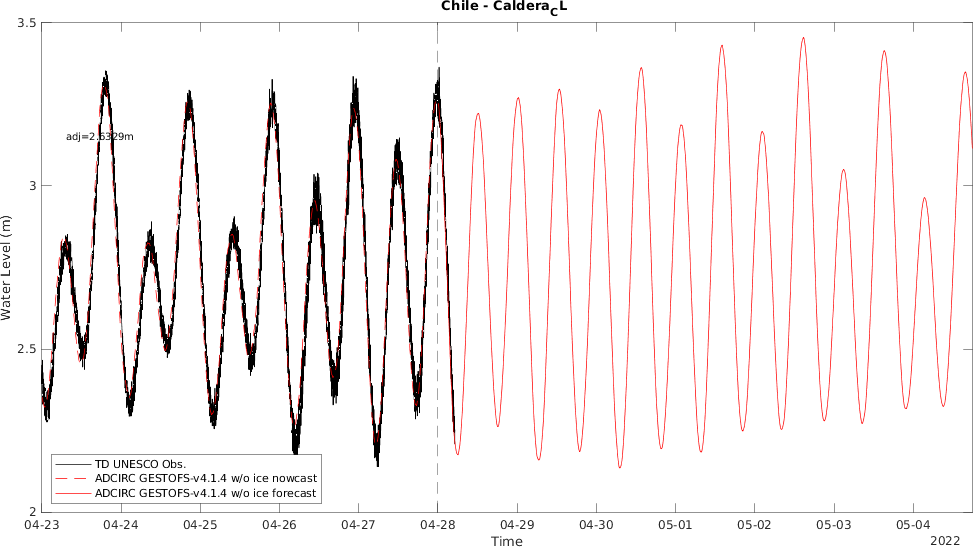 Chile - Caldera_CL
3.5
adj=2.6329m
3
Water Level (m)
2.5
TD UNESCO Obs.
ADCIRC GESTOFS-v4.1.4 w/o ice nowcast
ADCIRC GESTOFS-v4.1.4 w/o ice forecast
2
04-23 04-24 04-25 04-26 04-27 04-28 04-29 04-30 05-01 05-02 05-03 05-04
Time
2022